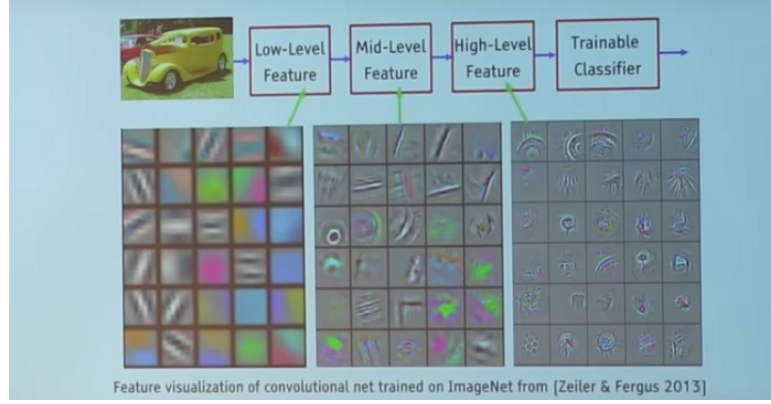 Low-Level
Feature
Mid-Level
Feature
High-Level
Feature
Trainable
Classifier
Feature visualization of convolutional net trained on ImageNet from [Zeiler & Fergus 2013]